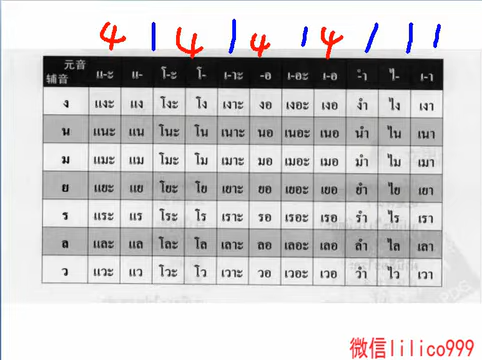 4 1 4 1 4 1 4 1 1 1
元音
辅音 แ-ะ แ- โ-ะ โ- เ-าะ -อ เ-อะ เ-อ -ำ ไ- เ-า
ง แงะ แง โงะ โง เงาะ งอ เงอะ เงอ งำ ไง เงา
น แนะ แน โนะ โน เนาะ นอ เนอะ เนอ นำ ไน เนา
ม แมะ แม โมะ โม เมาะ มอ เมอะ เมอ มำ ไม เมา
ย แยะ แย โยะ โย เยาะ ยอ เยอะ เยอ ยำ ไย เยา
ร แระ แร โระ โร เราะ รอ เรอะ เรอ รำ ไร เรา
ล และ แล โละ โล เลาะ ลอ เลอะ เลอ ลำ ไล เลา
ว แวะ แว โวะ โว เวาะ วอ เวอะ เวอ วำ ไว เวา
微信lilico999